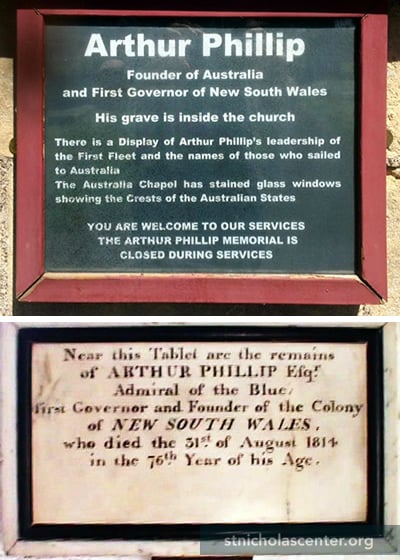 Arthur Phillip
Founder of Australia
and First Governor of New South Wales
His grave is inside the church
There is a Display of Arthur Phillip's leadership of
the First Fleet and the names of those who sailed
to Australia
The Australia Chapel has stained glass windows
showing the Crests of the Australian States
YOU ARE WELCOME TO OUR SERVICES
THE ARTHUR PHILLIP MEMORIAL IS
CLOSED DURING SERVICES
Near this Tablet are the remains
of ARTHUR PHILLIP Eſqr.
Admiral of the Blue,
first Governor and Founder of the Colony
of NEW SOUTH WALES,
who died the 31st. of August 1814
in the 76th Year of his Age.
stnicholascenter.org